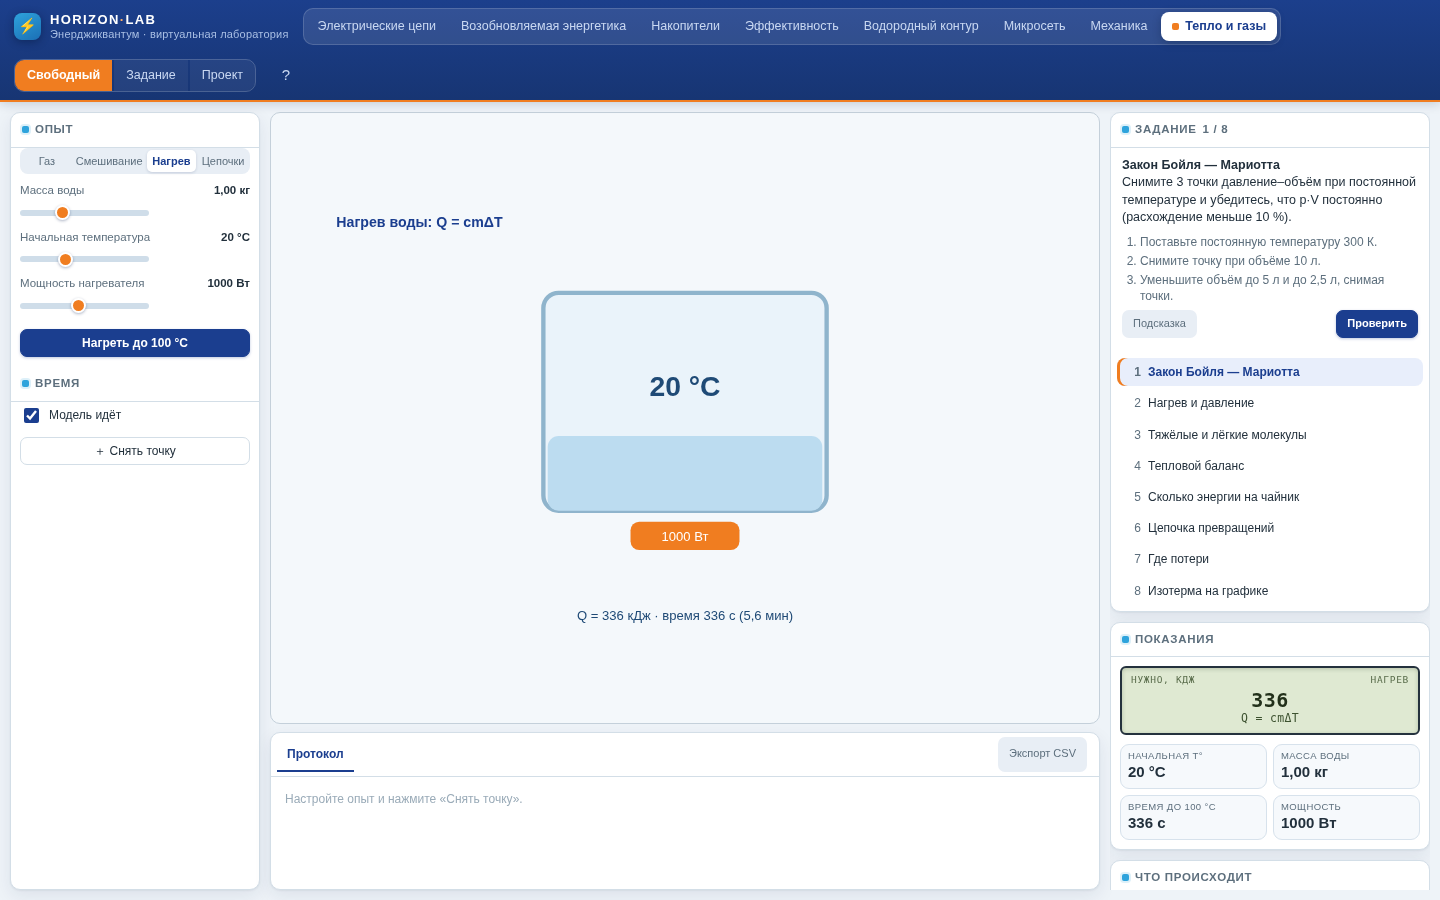 ⚡ HORIZON·LAB
Энерджиквантум · виртуальная лаборатория
Электрические цепи
Возобновляемая энергетика
Накопители
Эффективность
Водородный контур
Микросеть
Механика
Тепло и газы
Свободный
Задание
Проект
?
ОПЫТ
Газ
Смешивание
Нагрев
Цепочки
Масса воды 1,00 кг
Начальная температура 20 °C
Мощность нагревателя 1000 Вт
Нагреть до 100 °C
ВРЕМЯ
Модель идёт
+ Снять точку
Нагрев воды: Q = cmΔT
20 °C
1000 Вт
Q = 336 кДж · время 336 с (5,6 мин)
Протокол
Экспорт CSV
Настройте опыт и нажмите «Снять точку».
ЗАДАНИЕ 1 / 8
Закон Бойля — Мариотта
Снимите 3 точки давление–объём при постоянной
температуре и убедитесь, что p·V постоянно
(расхождение меньше 10 %).
1. Поставьте постоянную температуру 300 К.
2. Снимите точку при объёме 10 л.
3. Уменьшите объём до 5 л и до 2,5 л, снимая
точки.
Подсказка
Проверить
1 Закон Бойля — Мариотта
2 Нагрев и давление
3 Тяжёлые и лёгкие молекулы
4 Тепловой баланс
5 Сколько энергии на чайник
6 Цепочка превращений
7 Где потери
8 Изотерма на графике
ПОКАЗАНИЯ
НУЖНО, КДЖ
НАГРЕВ
336
Q = cmΔT
НАЧАЛЬНАЯ T°
20 °C
МАССА ВОДЫ
1,00 кг
ВРЕМЯ ДО 100 °C
336 с
МОЩНОСТЬ
1000 Вт
ЧТО ПРОИСХОДИТ